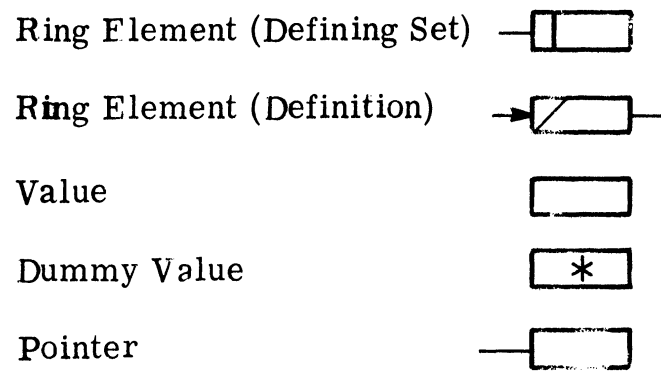 Ring Element (Defining Set)
Ring Element (Definition)
Value
Dummy Value
*
Pointer